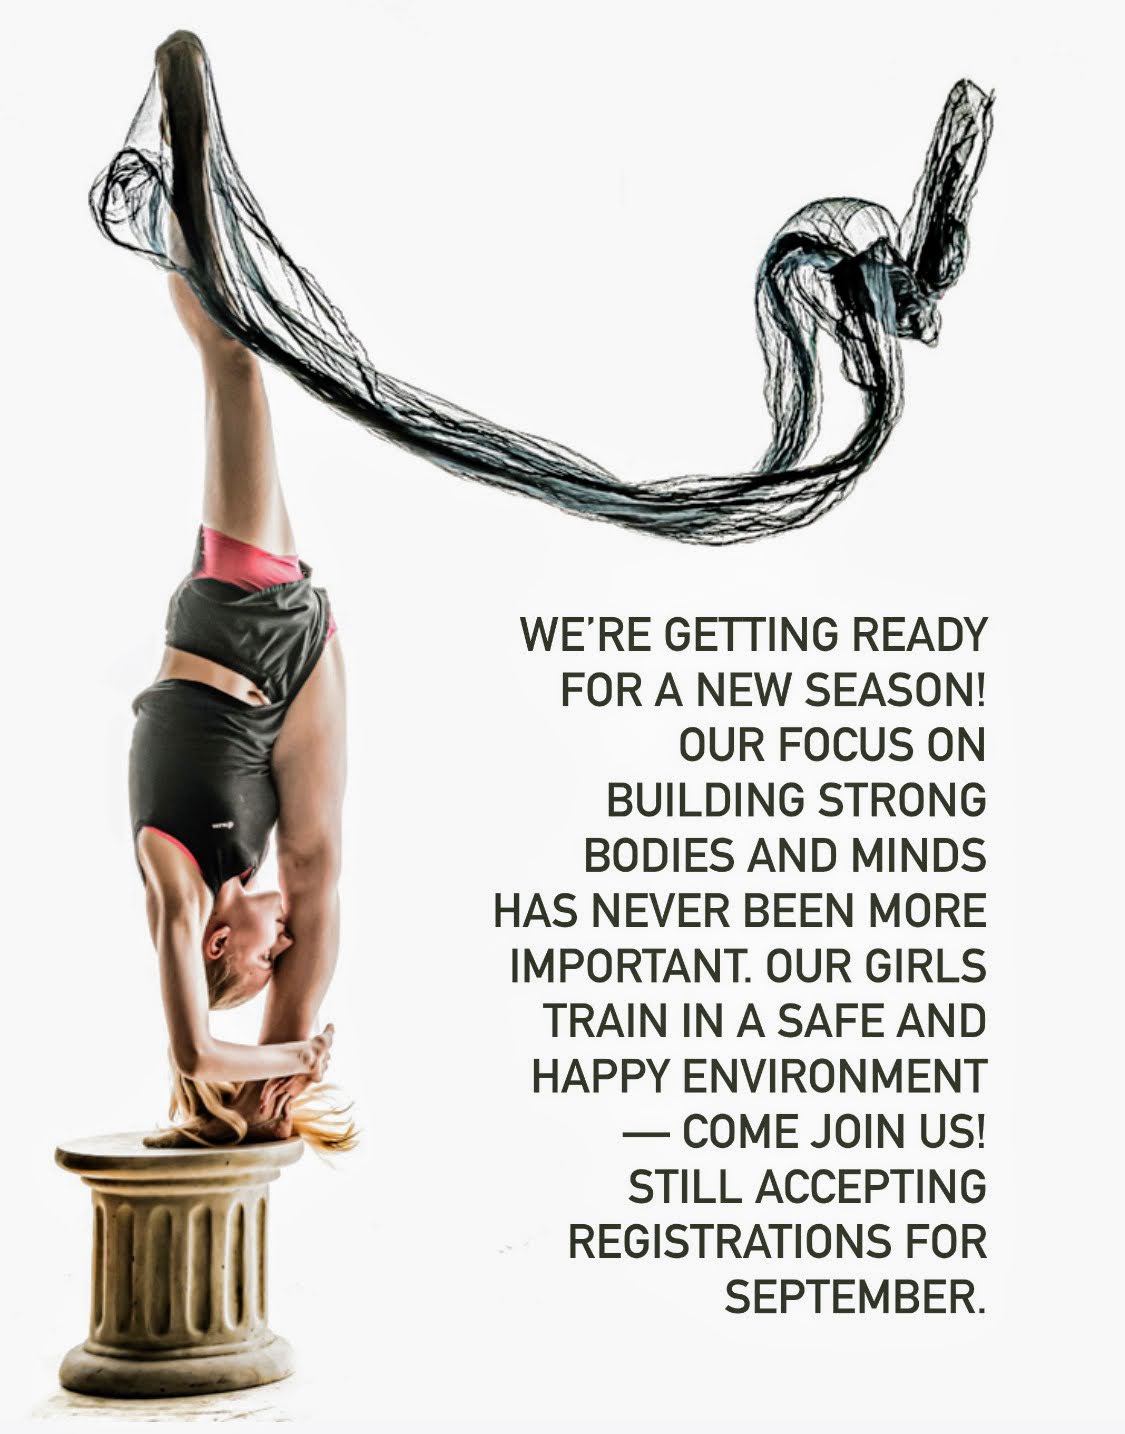 WE’RE GETTING READY
FOR A NEW SEASON!
OUR FOCUS ON
BUILDING STRONG
BODIES AND MINDS
HAS NEVER BEEN MORE
IMPORTANT. OUR GIRLS
TRAIN IN A SAFE AND
HAPPY ENVIRONMENT
— COME JOIN US!
STILL ACCEPTING
REGISTRATIONS FOR
SEPTEMBER.